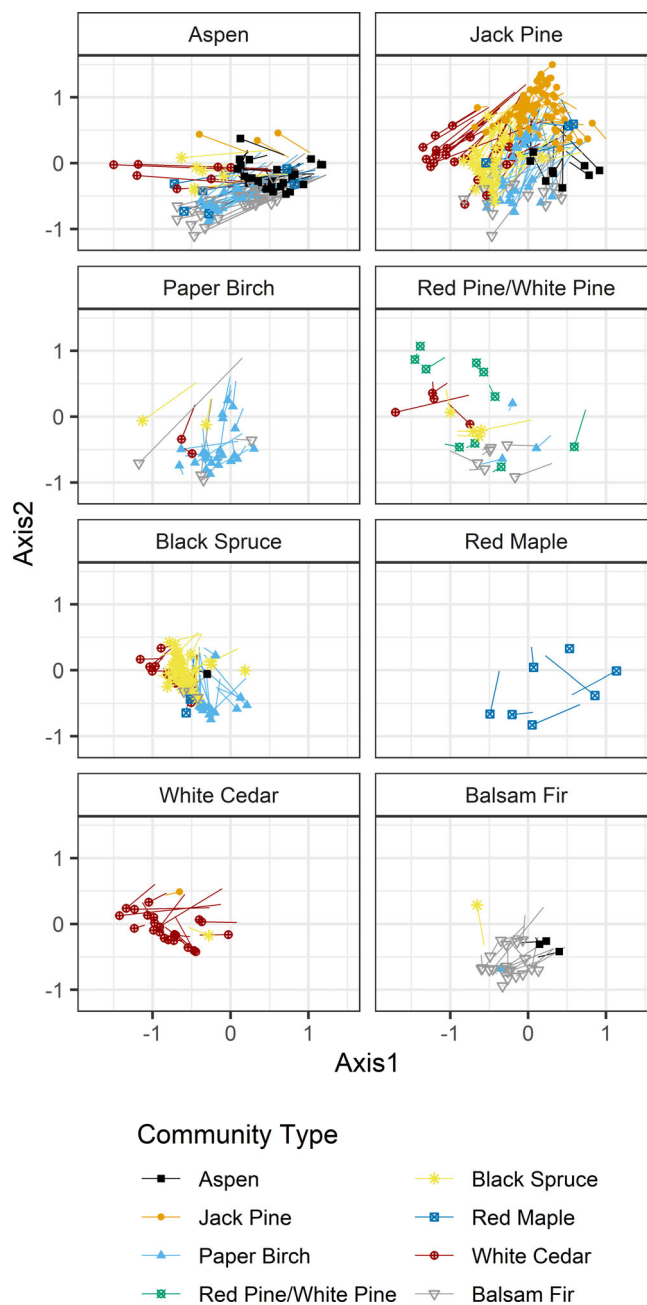 Aspen
Jack Pine
1
0
-1
Paper Birch
Red Pine/White Pine
1
0
-1
Axis2
Black Spruce
Red Maple
1
0
-1
White Cedar
Balsam Fir
1
0
-1
-1 0 1 -1 0 1
Axis1
Community Type
Aspen
Black Spruce
Jack Pine
Red Maple
Paper Birch
White Cedar
Red Pine/White Pine
Balsam Fir